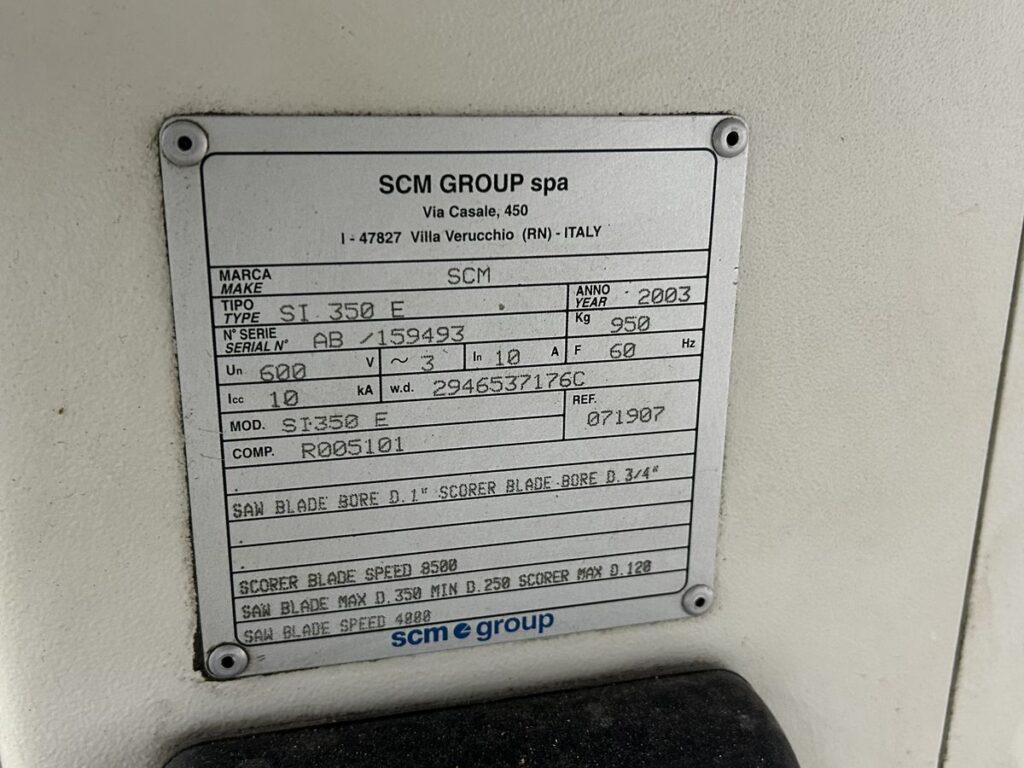 SCM GROUP spa
Via Casale, 450
I - 47827 Villa Verucchio (RN) - ITALY
MARCA
MAKE
SCM
TIPO
TYPE
SI 350 E
ANNO
YEAR
2003
N° SERIE
SERIAL N°
AB /159493
Kg 950
Un 600 V ~ 3 In 10 A F 60 Hz
Icc 10 kA w.d. 2946537176C
MOD. SI350 E
REF.
071907
COMP. R005101
SAW BLADE BORE D.1" SCORER BLADE BORE D.3/4"
SCORER BLADE SPEED 8500
SAW BLADE MAX D.350 MIN D.250 SCORER MAX D.120
SAW BLADE SPEED 4000
scm group